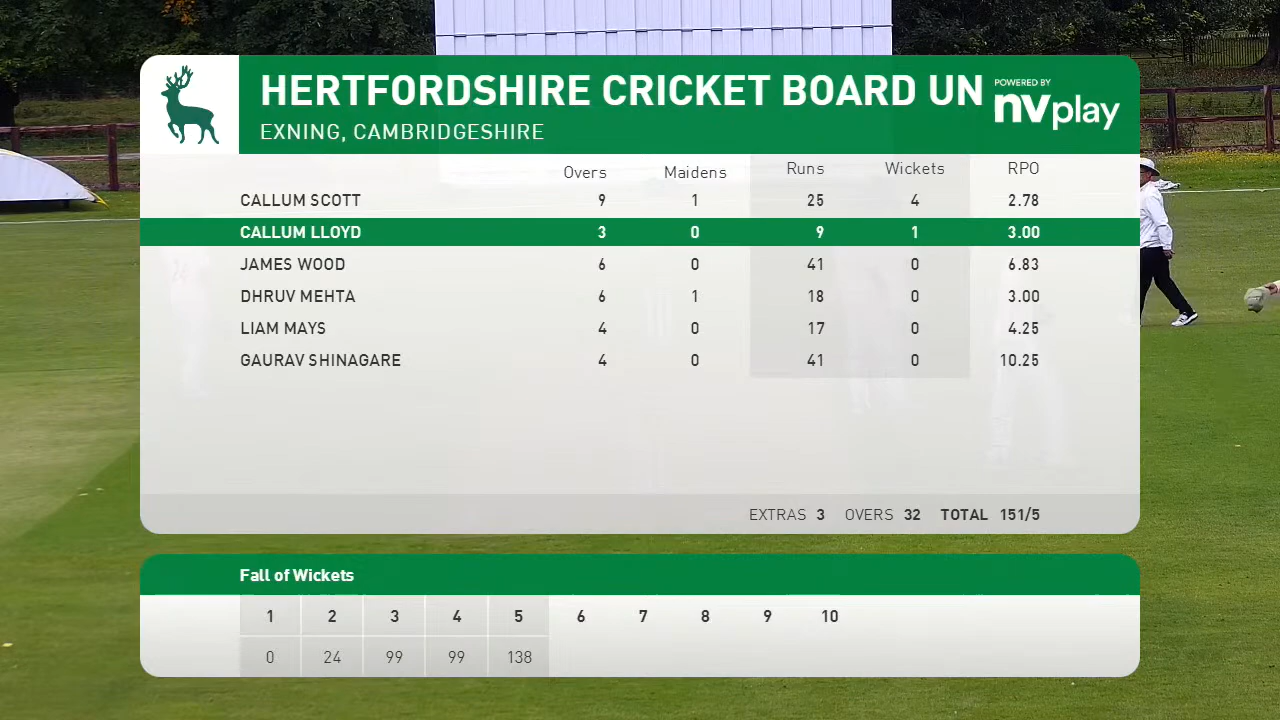 HERTFORDSHIRE CRICKET BOARD UN
EXNING, CAMBRIDGESHIRE
POWERED BY
nvplay
Overs Maidens Runs Wickets RPO
CALLUM SCOTT 9 1 25 4 2.78
CALLUM LLOYD 3 0 9 1 3.00
JAMES WOOD 6 0 41 0 6.83
DHRUV MEHTA 6 1 18 0 3.00
LIAM MAYS 4 0 17 0 4.25
GAURAV SHINAGARE 4 0 41 0 10.25
EXTRAS 3 OVERS 32 TOTAL 151/5
Fall of Wickets
1 2 3 4 5 6 7 8 9 10
0 24 99 99 138